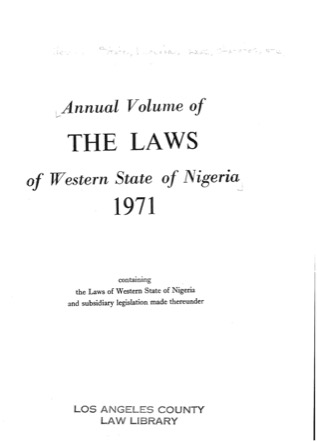 Annual Volume of
THE LAWS
of Western State of Nigeria
1971
containing
the Laws of Western State of Nigeria
and subsidiary legislation made thereunder
LOS ANGELES COUNTY
LAW LIBRARY